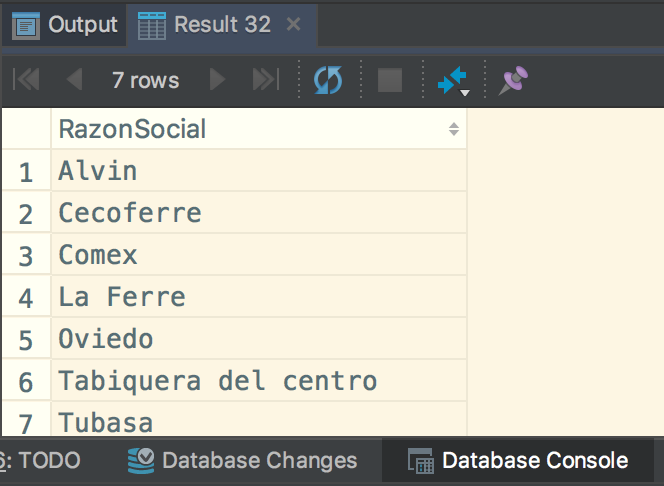 Output Result 32
7 rows
RazonSocial
1 Alvin
2 Cecoferre
3 Comex
4 La Ferre
5 Oviedo
6 Tabiquera del centro
7 Tubasa
6: TODO Database Changes Database Console